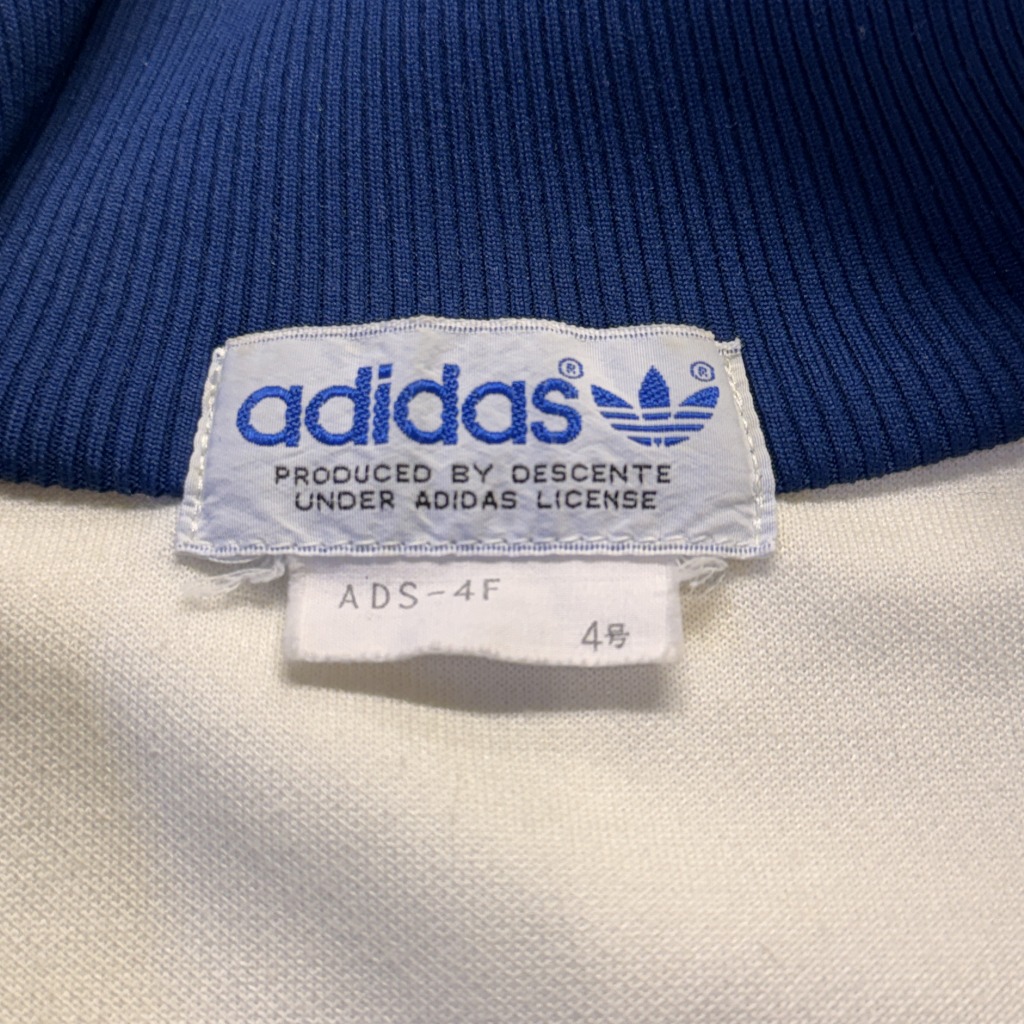 adidas® ®
PRODUCED BY DESCENTE
UNDER ADIDAS LICENSE
ADS-4F
4号